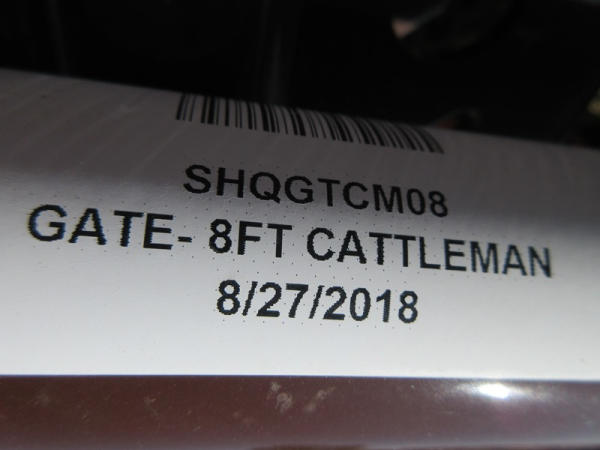 SHQGTCM08
GATE- 8FT CATTLEMAN
8/27/2018